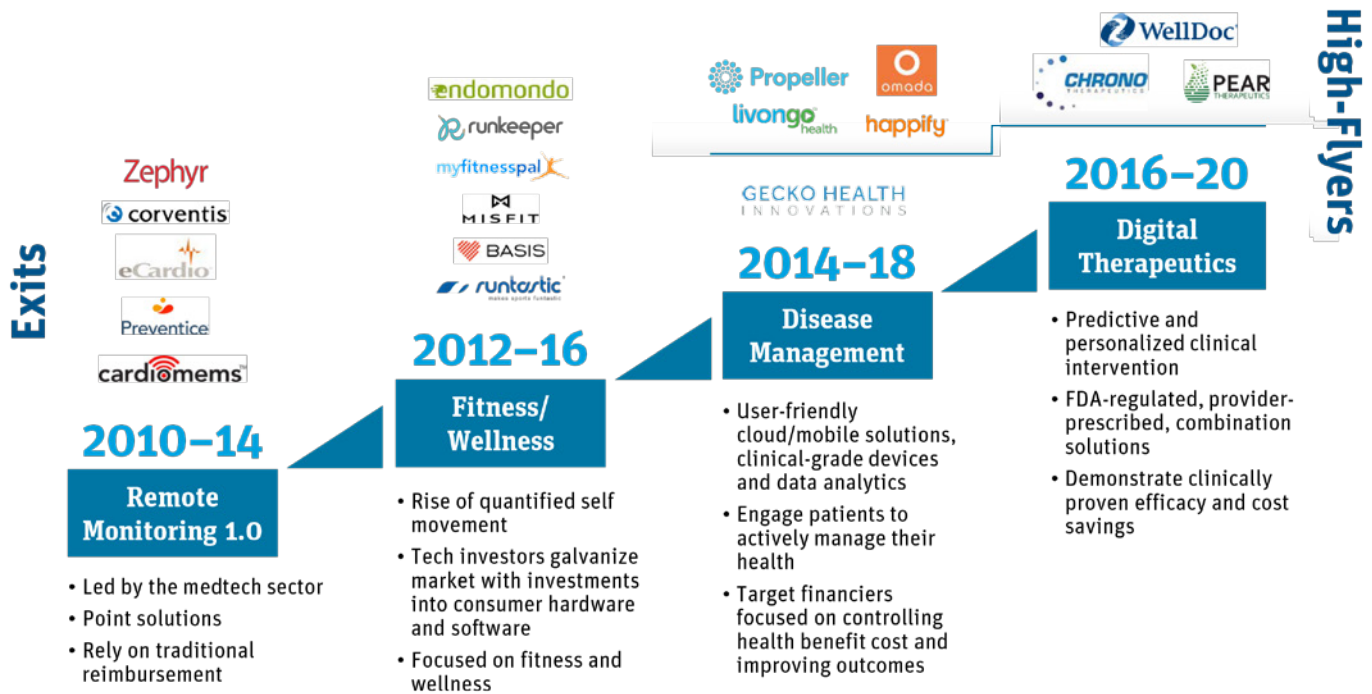 Exits
Zephyr
corventis
eCardio
Preventice
cardiomems™
2010–14
Remote
Monitoring 1.0
• Led by the medtech sector
• Point solutions
• Rely on traditional
reimbursement
endomondo
runkeeper
myfitnesspal
MISFIT
BASIS
runtastic
makes sports funtastic
2012–16
Fitness/
Wellness
• Rise of quantified self
movement
• Tech investors galvanize
market with investments
into consumer hardware
and software
• Focused on fitness and
wellness
Propeller
omada
livongo
health
happify
GECKO HEALTH
INNOVATIONS
2014–18
Disease
Management
• User-friendly
cloud/mobile solutions,
clinical-grade devices
and data analytics
• Engage patients to
actively manage their
health
• Target financiers
focused on controlling
health benefit cost and
improving outcomes
WellDoc
CHRONO
THERAPEUTICS
PEAR
THERAPEUTICS
2016–20
Digital
Therapeutics
• Predictive and
personalized clinical
intervention
• FDA-regulated, provider-
prescribed, combination
solutions
• Demonstrate clinically
proven efficacy and cost
savings
High-Flyers